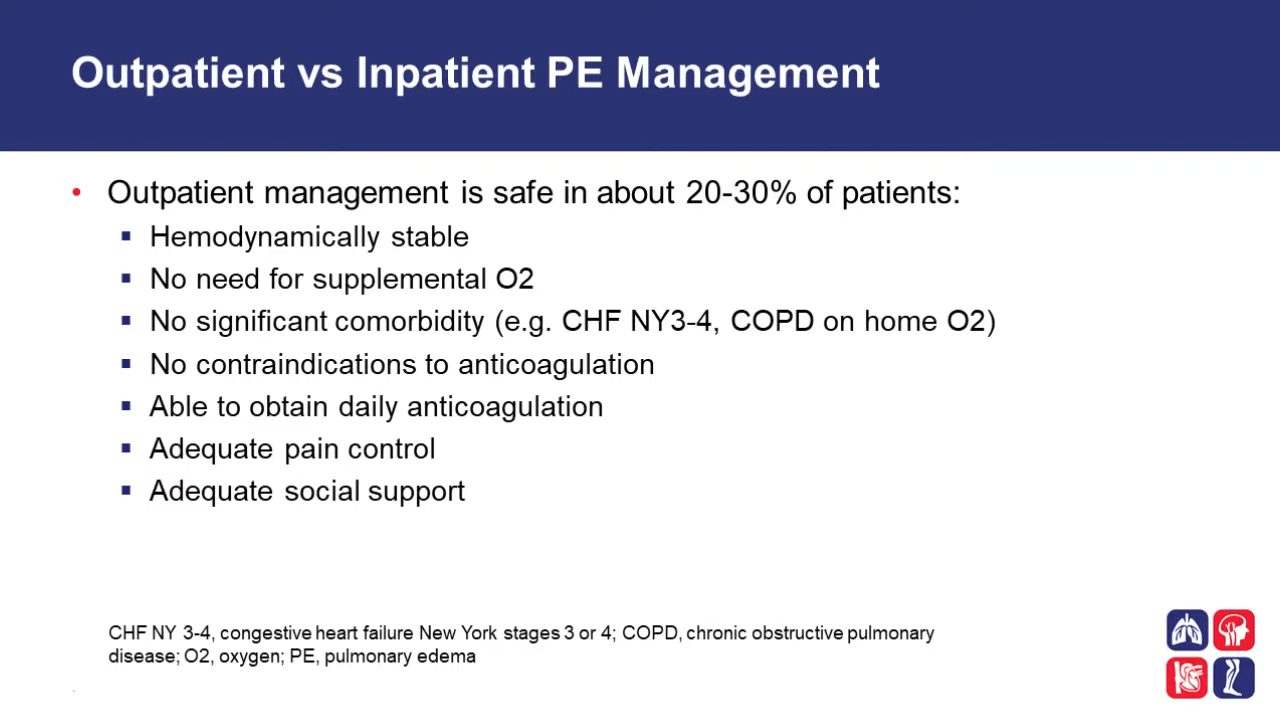 Outpatient vs Inpatient PE Management
• Outpatient management is safe in about 20-30% of patients:
▪ Hemodynamically stable
▪ No need for supplemental O2
▪ No significant comorbidity (e.g. CHF NY3-4, COPD on home O2)
▪ No contraindications to anticoagulation
▪ Able to obtain daily anticoagulation
▪ Adequate pain control
▪ Adequate social support
CHF NY 3-4, congestive heart failure New York stages 3 or 4; COPD, chronic obstructive pulmonary
disease; O2, oxygen; PE, pulmonary edema